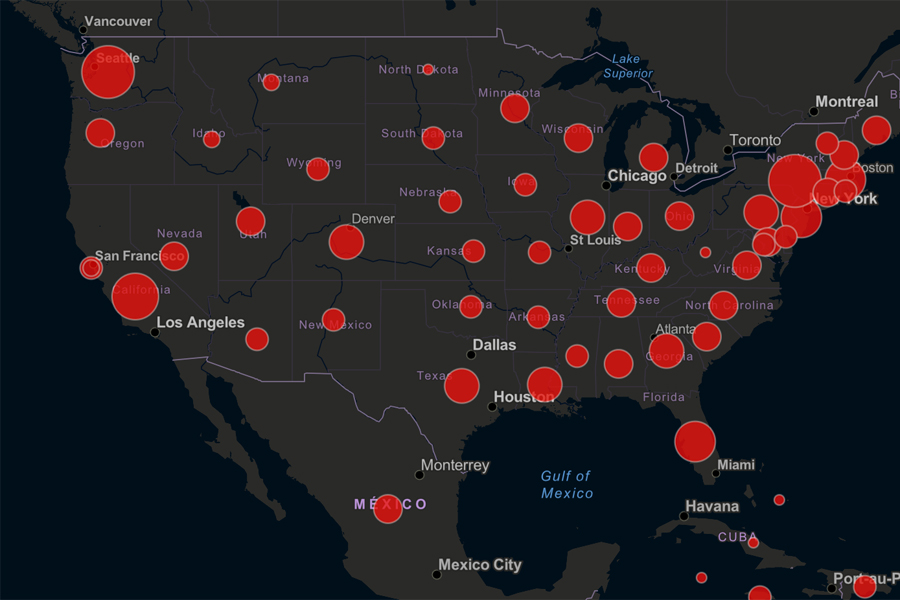 Vancouver
Seattle
Montana
North Dakota
Lake
Superior
Minnesota
Montreal
B
Oregon
Idaho
South Dakota
Wisconsin
Toronto
New York
Boston
Wyoming
Chicago
Detroit
Iowa
Nebraska
New York
Ohio
Denver
Nevada
Utah
St Louis
San Francisco
Kansas
Kentucky
Virginia
California
Oklahoma
Tennessee
North Carolina
Los Angeles
New Mexico
Arkansas
Atlanta
Dallas
Georgia
Texas
Houston
Florida
Monterrey
Miami
Gulf of
Mexico
MÉXICO
Havana
CUBA
Mexico City
Port-au-P